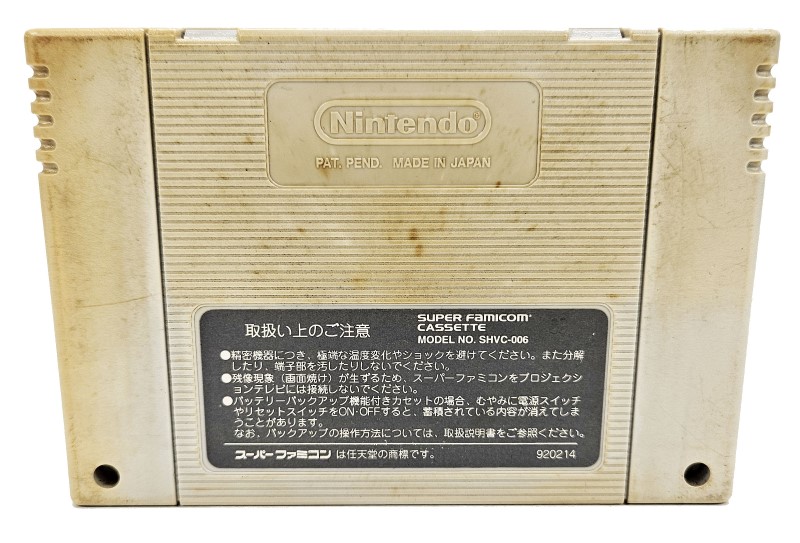 Nintendo
PAT. PEND. MADE IN JAPAN
取扱い上のご注意
SUPER FAMICOM
CASSETTE
MODEL NO. SHVC-006
●精密機器につき、極端な温度変化やショックを避けてください。また分解
したり、端子部を汚したりしないでください。
●残像現象（画面焼け）が生ずるため、スーパーファミコンをプロジェクシ
ョンテレビには接続しないでください。
●バッテリーバックアップ機能付きカセットの場合、むやみに電源スイッチ
やリセットスイッチをON・OFFすると、蓄積されている内容が消えてしま
うことがあります。
なお、バックアップの操作方法については、取扱説明書をご参照ください。
スーパーファミコン は任天堂の商標です。
920214